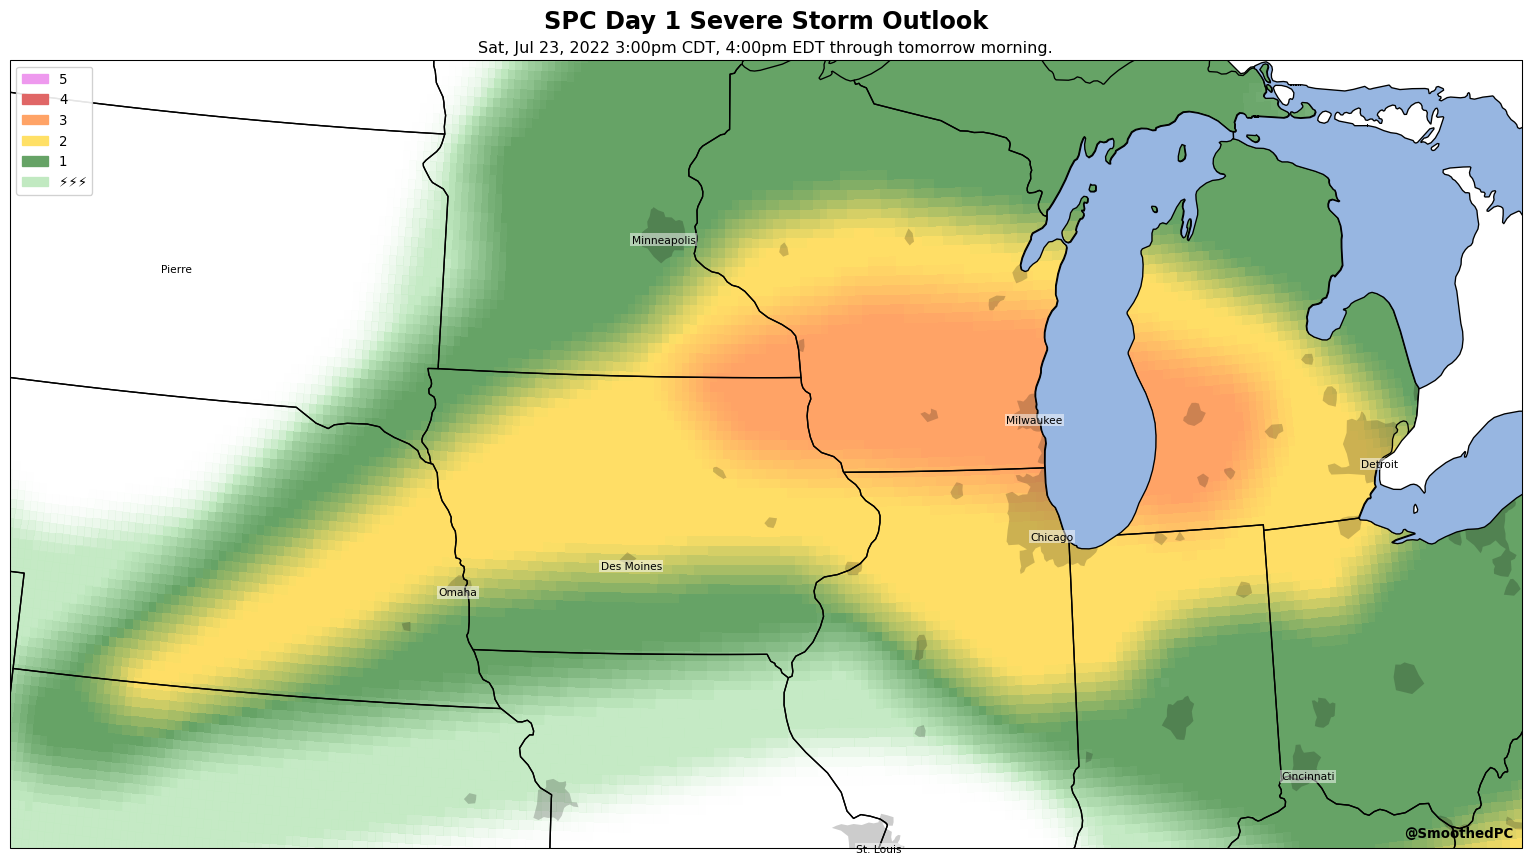 SPC Day 1 Severe Storm Outlook
Sat, Jul 23, 2022 3:00pm CDT, 4:00pm EDT through tomorrow morning.
5
4
3
2
1
⚡⚡⚡
Minneapolis
Pierre
Milwaukee
Detroit
Chicago
Des Moines
Omaha
Cincinnati
@SmoothedPC
St. Louis